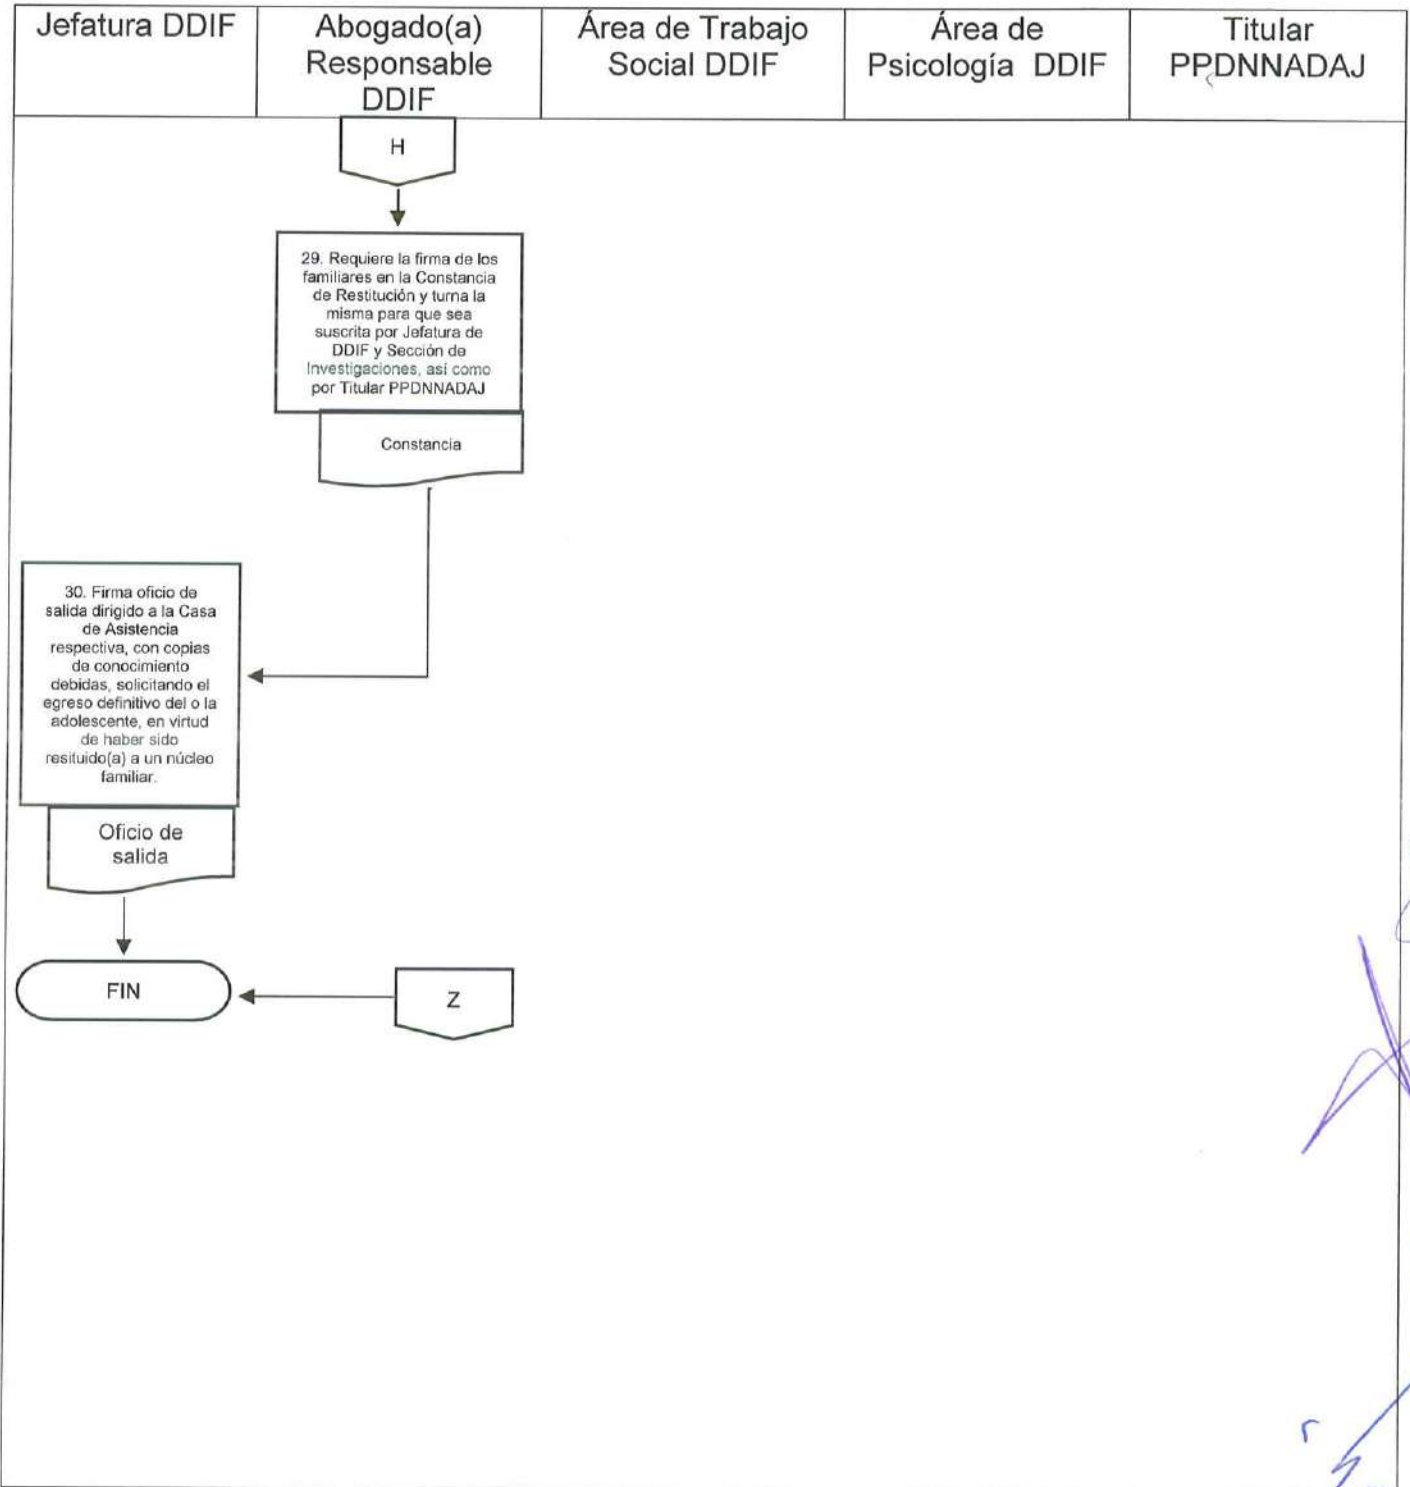 Jefatura DDIF
Abogado(a)
Responsable
DDIF
Área de Trabajo
Social DDIF
Área de
Psicología DDIF
Titular
PPDNNADAJ
H
29. Requiere la firma de los
familiares en la Constancia
de Restitución y turna la
misma para que sea
suscrita por Jefatura de
DDIF y Sección de
Investigaciones, así como
por Titular PPDNNADAJ
Constancia
30. Firma oficio de
salida dirigido a la Casa
de Asistencia
respectiva, con copias
de conocimiento
debidas, solicitando el
egreso definitivo del o la
adolescente, en virtud
de haber sido
resituido(a) a un núcleo
familiar.
Oficio de
salida
FIN
Z